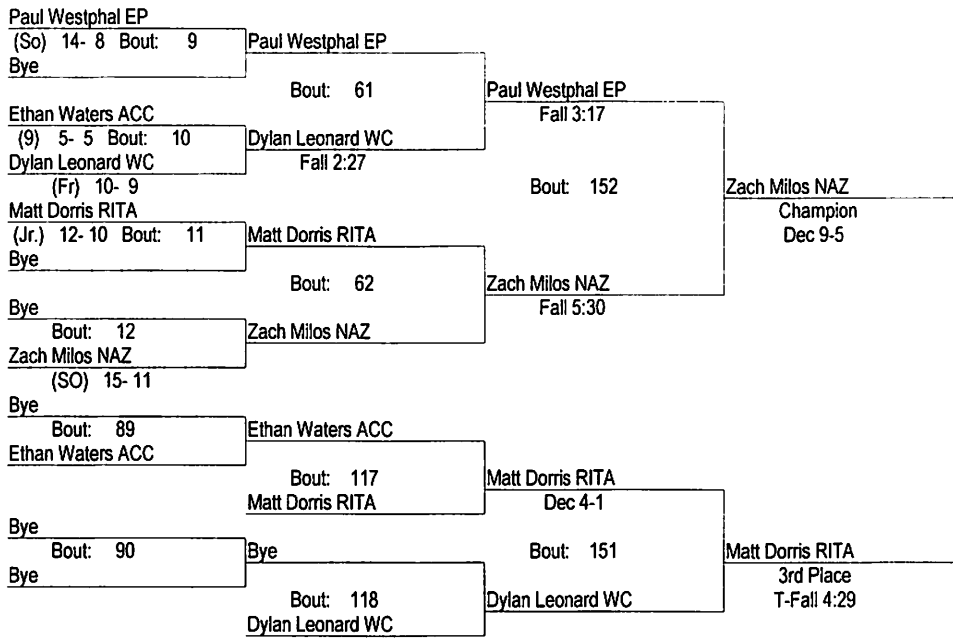 Paul Westphal EP
(So) 14- 8 Bout: 9
Paul Westphal EP
Bye
Bout: 61
Paul Westphal EP
Fall 3:17
Ethan Waters ACC
(9) 5- 5 Bout: 10
Dylan Leonard WC
Dylan Leonard WC
Fall 2:27
(Fr) 10- 9
Bout: 152
Zach Milos NAZ
Champion
Dec 9-5
Matt Dorris RITA
(Jr.) 12- 10 Bout: 11
Matt Dorris RITA
Bye
Bout: 62
Zach Milos NAZ
Fall 5:30
Bye
Bout: 12
Zach Milos NAZ
Zach Milos NAZ
(SO) 15- 11
Bye
Bout: 89
Ethan Waters ACC
Ethan Waters ACC
Bout: 117
Matt Dorris RITA
Dec 4-1
Matt Dorris RITA
Bye
Bout: 90
Bye
Bout: 151
Matt Dorris RITA
3rd Place
T-Fall 4:29
Bye
Bout: 118
Dylan Leonard WC
Dylan Leonard WC